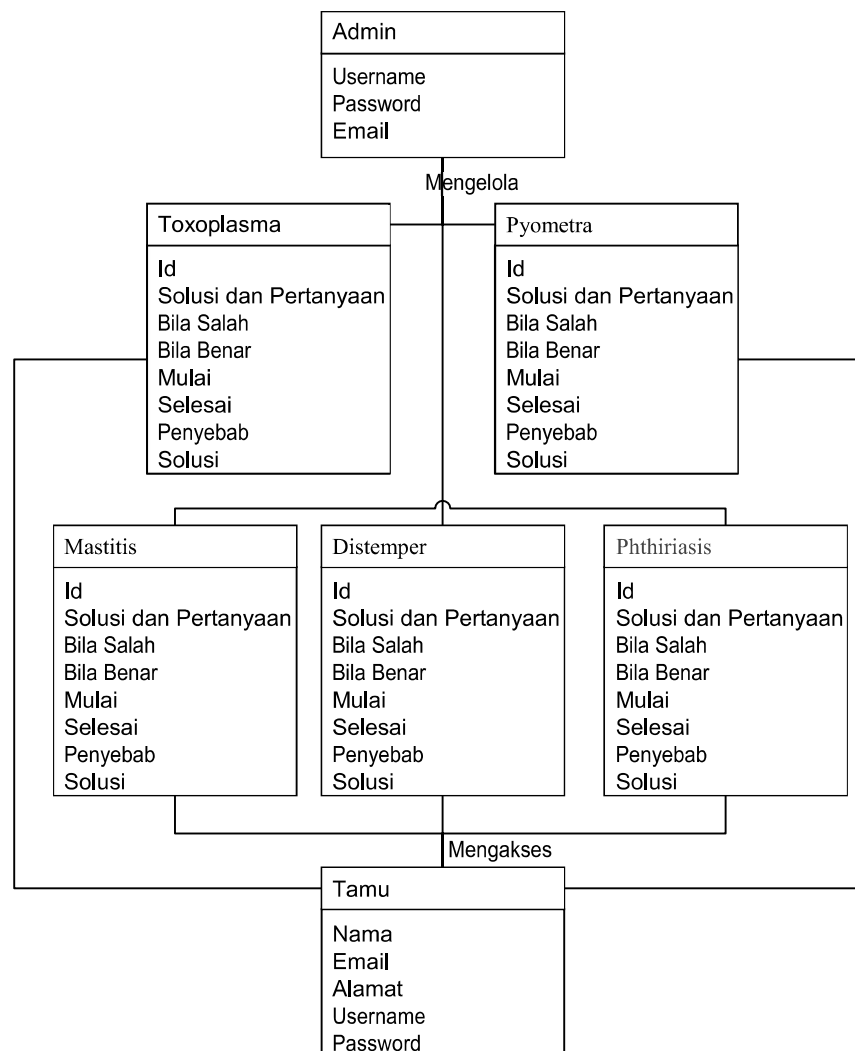 Admin
Username
Password
Email
Mengelola
Toxoplasma
Id
Solusi dan Pertanyaan
Bila Salah
Bila Benar
Mulai
Selesai
Penyebab
Solusi
Pyometra
Id
Solusi dan Pertanyaan
Bila Salah
Bila Benar
Mulai
Selesai
Penyebab
Solusi
Mastitis
Id
Solusi dan Pertanyaan
Bila Salah
Bila Benar
Mulai
Selesai
Penyebab
Solusi
Distemper
Id
Solusi dan Pertanyaan
Bila Salah
Bila Benar
Mulai
Selesai
Penyebab
Solusi
Phthiriasis
Id
Solusi dan Pertanyaan
Bila Salah
Bila Benar
Mulai
Selesai
Penyebab
Solusi
Mengakses
Tamu
Nama
Email
Alamat
Username
Password